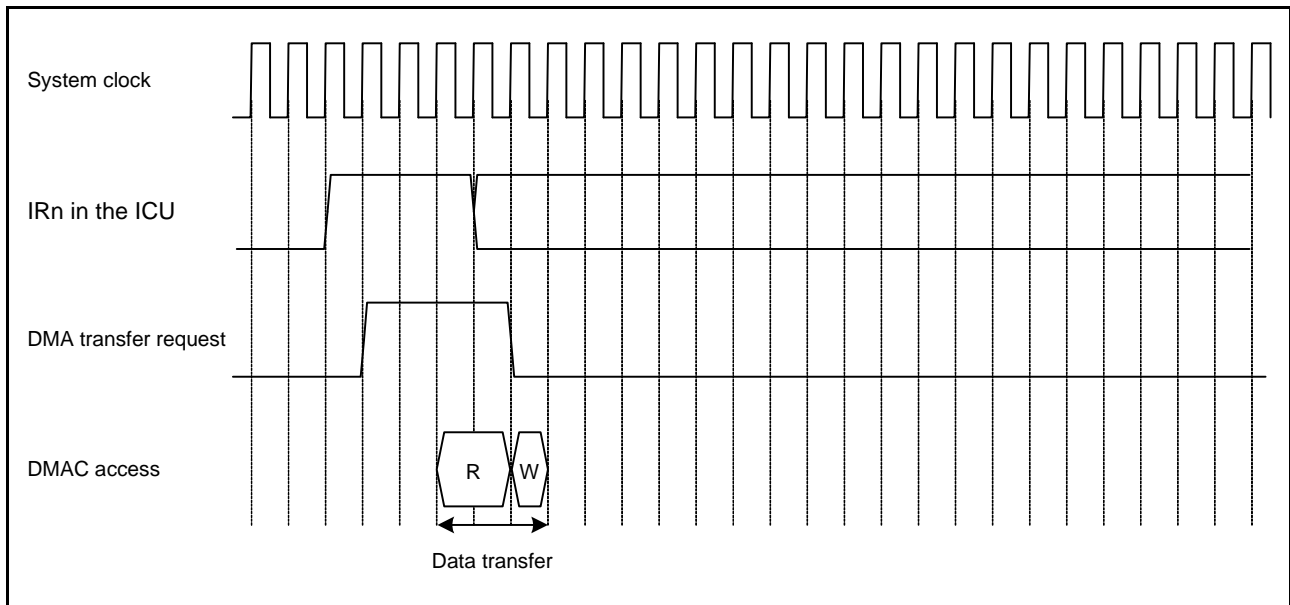 System clock
IRn in the ICU
DMA transfer request
DMAC access
R
W
Data transfer